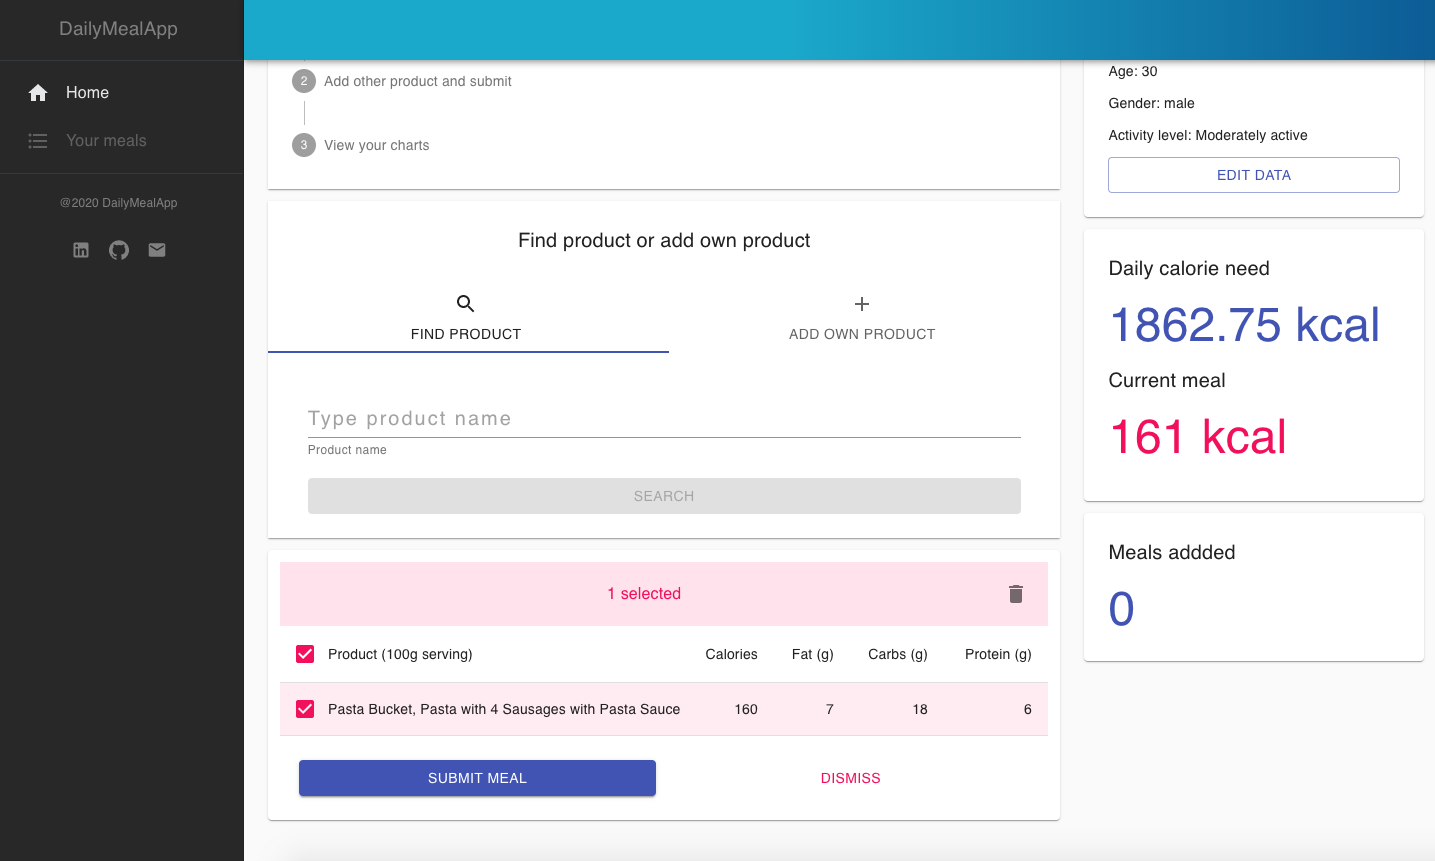 DailyMealApp
Home
Your meals
@2020 DailyMealApp
2 Add other product and submit
3 View your charts
Find product or add own product
FIND PRODUCT
ADD OWN PRODUCT
Type product name
Product name
SEARCH
1 selected
Product (100g serving) Calories Fat (g) Carbs (g) Protein (g)
Pasta Bucket, Pasta with 4 Sausages with Pasta Sauce 160 7 18 6
SUBMIT MEAL
DISMISS
Age: 30
Gender: male
Activity level: Moderately active
EDIT DATA
Daily calorie need
1862.75 kcal
Current meal
161 kcal
Meals addded
0